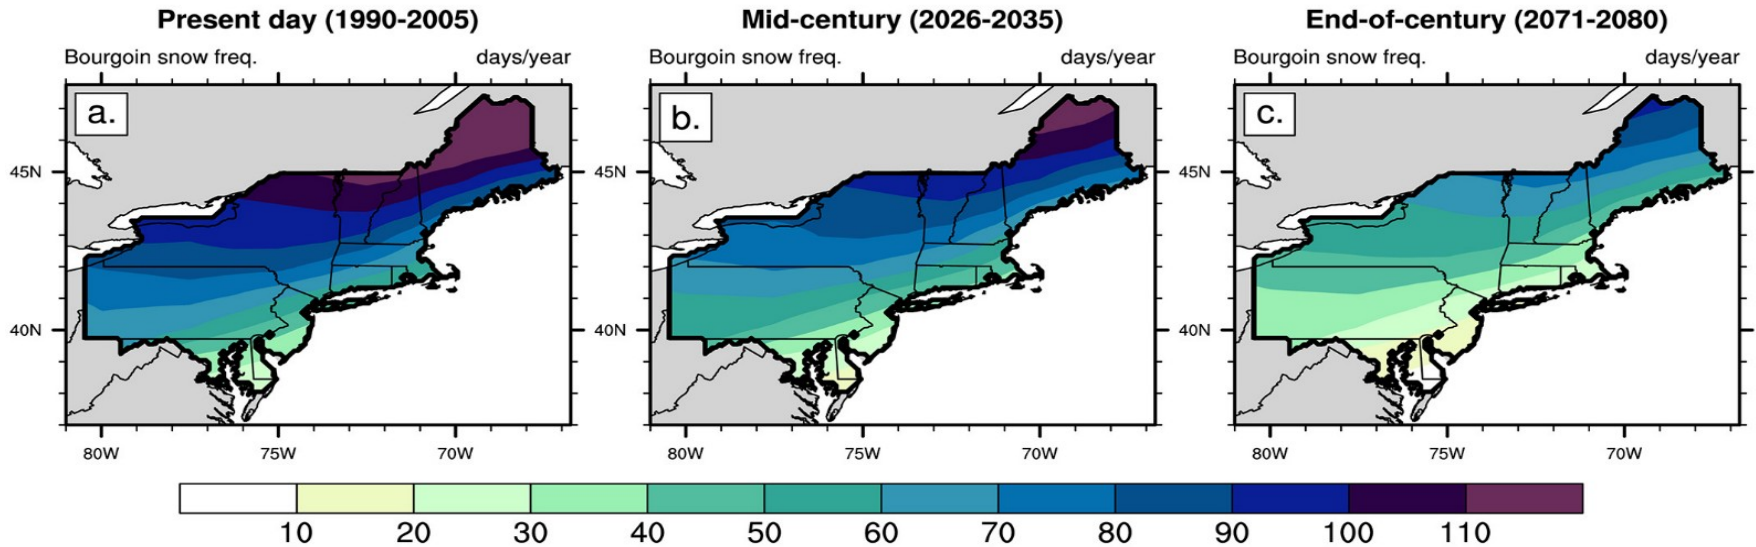 Present day (1990-2005)
Mid-century (2026-2035)
End-of-century (2071-2080)
Bourgoin snow freq. days/year
Bourgoin snow freq. days/year
Bourgoin snow freq. days/year
a.
b.
c.
45N
45N
45N
40N
40N
40N
80W 75W 70W
80W 75W 70W
80W 75W 70W
10 20 30 40 50 60 70 80 90 100 110